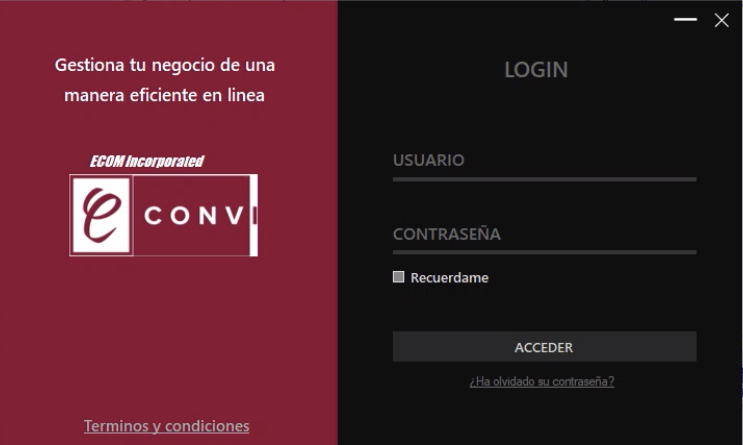 Gestiona tu negocio de una
manera eficiente en linea
ECOM Incorporated
e CONVI
Terminos y condiciones
LOGIN
USUARIO
CONTRASEÑA
Recuerdame
ACCEDER
¿Ha olvidado su contraseña?